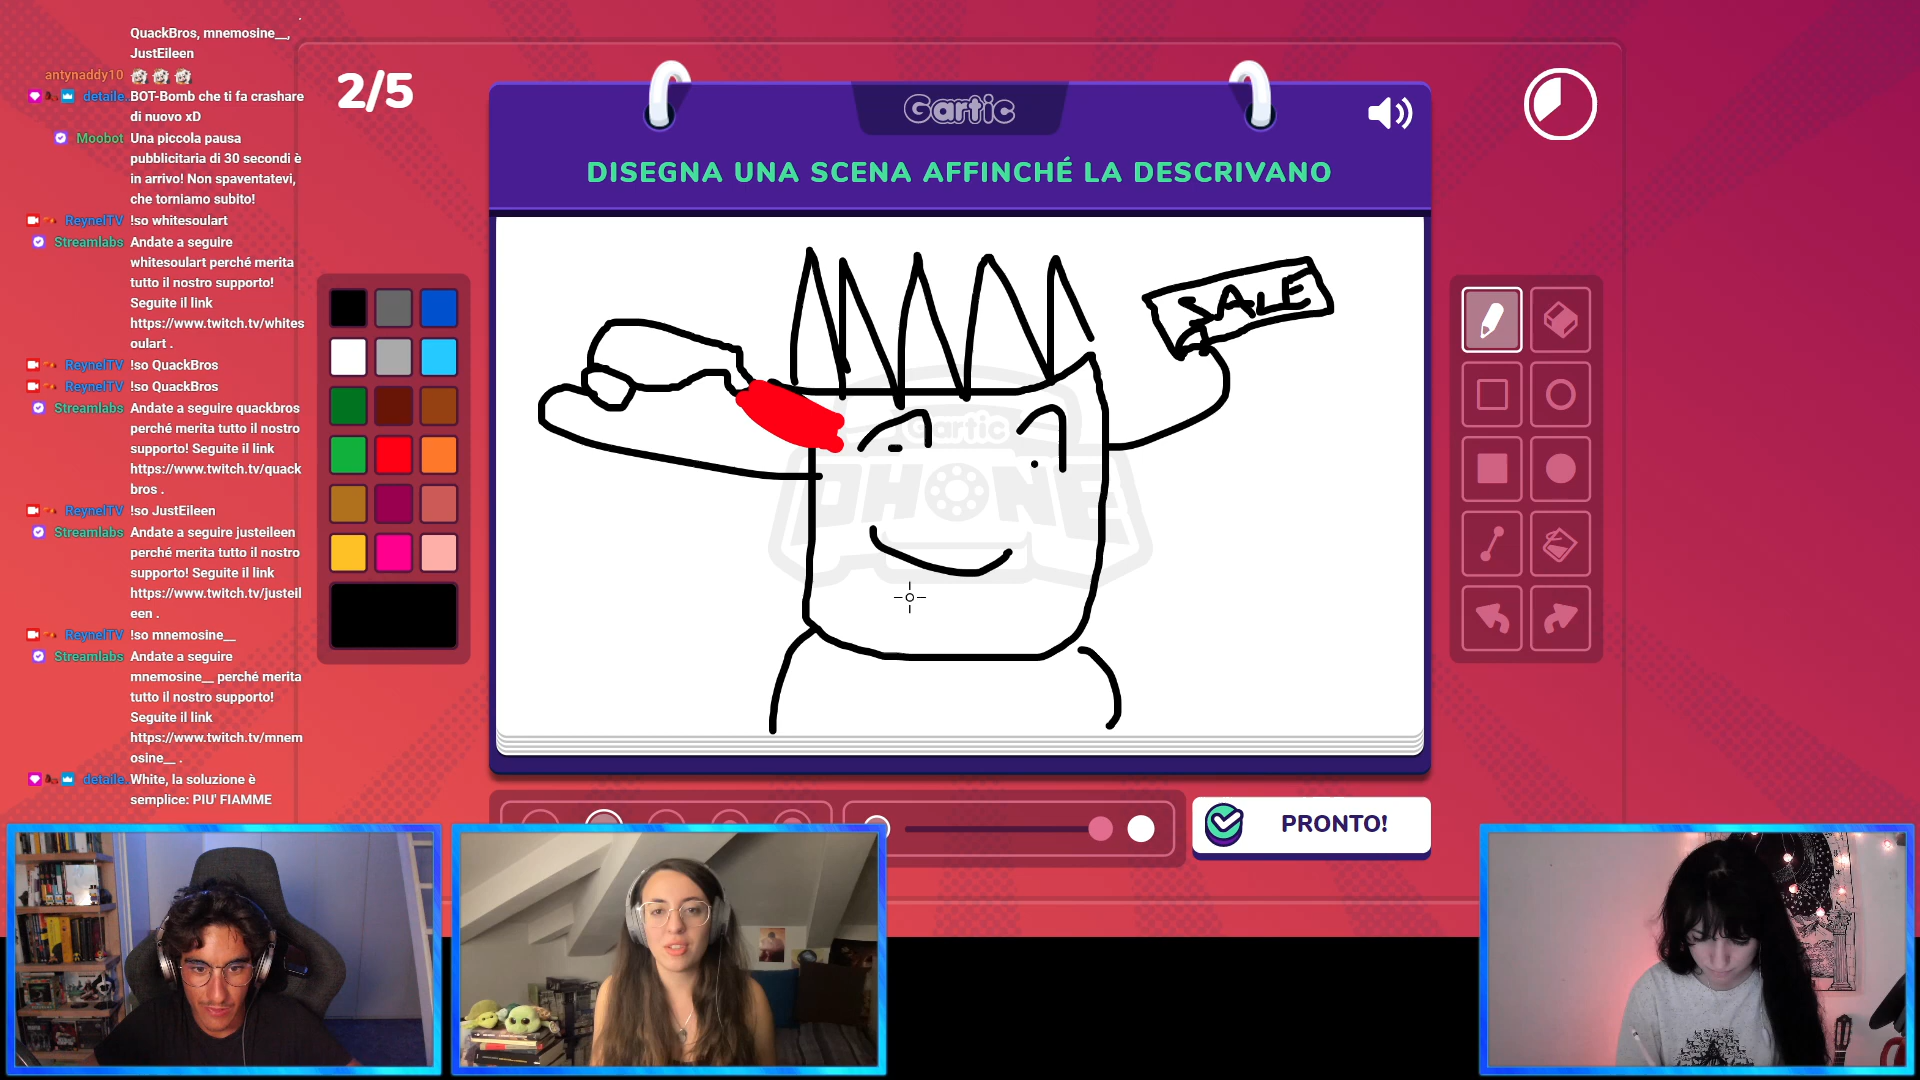 QuackBros, mnemosine__,
JustEileen
antynaddy10
detaile. BOT-Bomb che ti fa crashare
di nuovo xD
Moobot Una piccola pausa
pubblicitaria di 30 secondi è
in arrivo! Non spaventatevi,
che torniamo subito!
ReynelTV !so whitesoulart
Streamlabs Andate a seguire
whitesoulart perché merita
tutto il nostro supporto!
Seguite il link
https://www.twitch.tv/whites
oulart .
ReynelTV !so QuackBros
ReynelTV !so QuackBros
Streamlabs Andate a seguire quackbros
perché merita tutto il nostro
supporto! Seguite il link
https://www.twitch.tv/quack
bros .
ReynelTV !so JustEileen
Streamlabs Andate a seguire justeileen
perché merita tutto il nostro
supporto! Seguite il link
https://www.twitch.tv/justeil
een .
ReynelTV !so mnemosine__
Streamlabs Andate a seguire
mnemosine__ perché merita
tutto il nostro supporto!
Seguite il link
https://www.twitch.tv/mnem
osine__ .
detaile. White, la soluzione è
semplice: PIU' FIAMME
2/5
Gartic
DISEGNA UNA SCENA AFFINCHÉ LA DESCRIVANO
SALE
Gartic
PHONE
PRONTO!